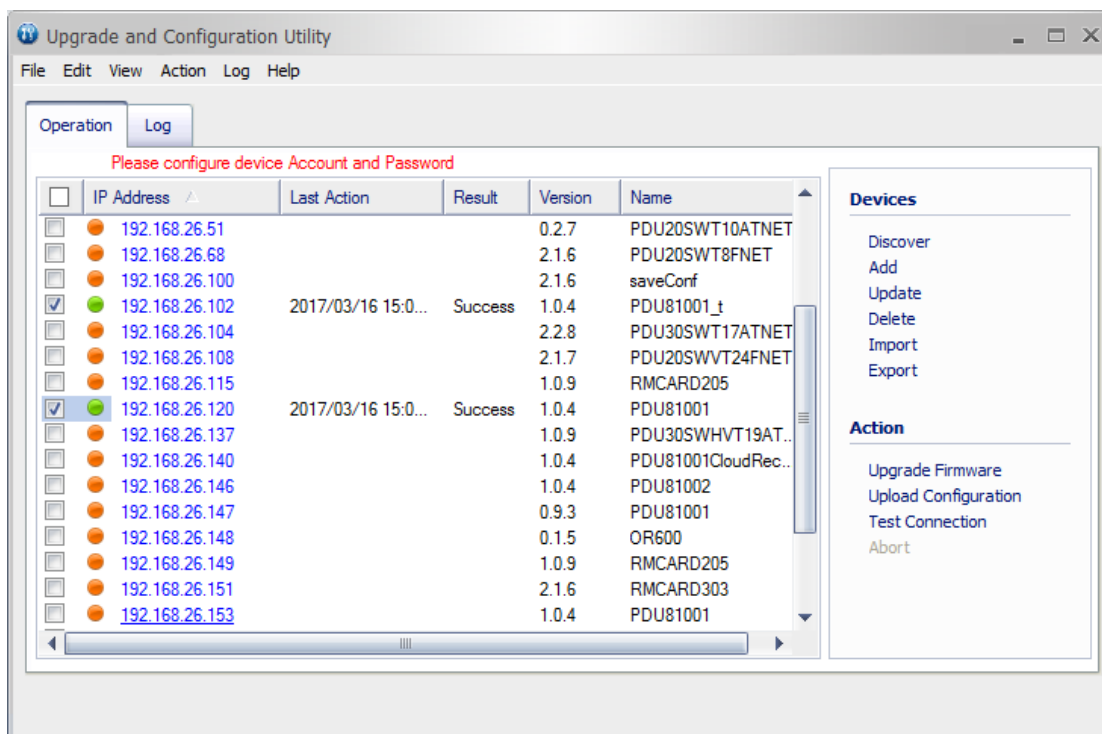 Upgrade and Configuration Utility
File Edit View Action Log Help
Operation Log
Please configure device Account and Password
IP Address Last Action Result Version Name
192.168.26.51 0.2.7 PDU20SWT10ATNET
192.168.26.68 2.1.6 PDU20SWT8FNET
192.168.26.100 2.1.6 saveConf
192.168.26.102 2017/03/16 15:0... Success 1.0.4 PDU81001_t
192.168.26.104 2.2.8 PDU30SWT17ATNET
192.168.26.108 2.1.7 PDU20SWVT24FNET
192.168.26.115 1.0.9 RMCARD205
192.168.26.120 2017/03/16 15:0... Success 1.0.4 PDU81001
192.168.26.137 1.0.9 PDU30SWHVT19AT...
192.168.26.140 1.0.4 PDU81001CloudRec...
192.168.26.146 1.0.4 PDU81002
192.168.26.147 0.9.3 PDU81001
192.168.26.148 0.1.5 OR600
192.168.26.149 1.0.9 RMCARD205
192.168.26.151 2.1.6 RMCARD303
192.168.26.153 1.0.4 PDU81001
Devices
Discover
Add
Update
Delete
Import
Export
Action
Upgrade Firmware
Upload Configuration
Test Connection
Abort